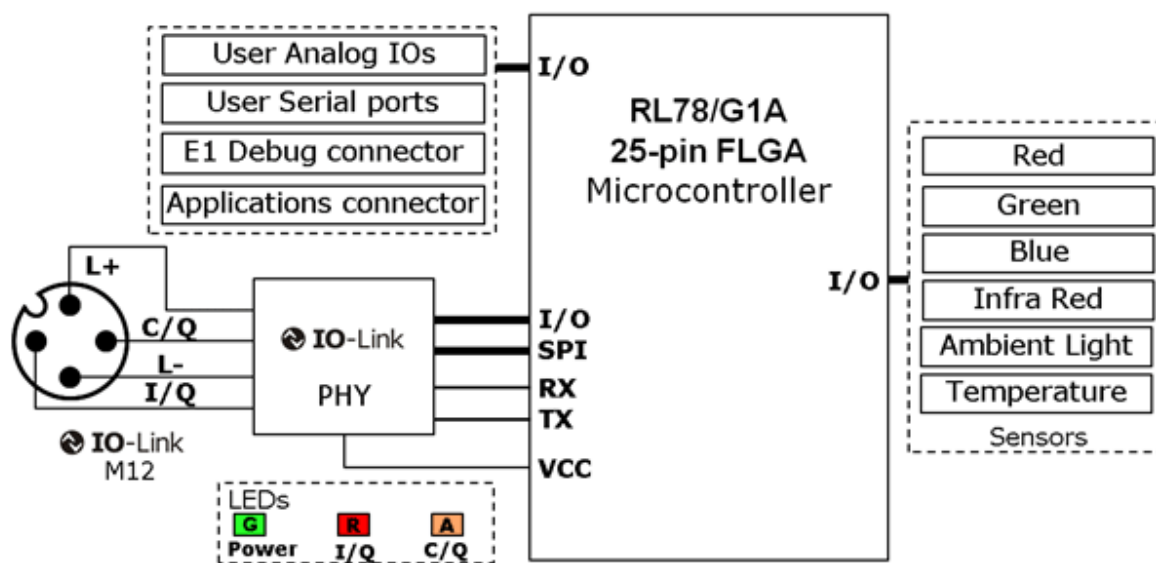 User Analog IOs
User Serial ports
E1 Debug connector
Applications connector
I/O
RL78/G1A
25-pin FLGA
Microcontroller
I/O
Red
Green
Blue
Infra Red
Ambient Light
Temperature
Sensors
L+
C/Q
L-
I/Q
IO-Link
M12
IO-Link
PHY
I/O
SPI
RX
TX
VCC
LEDs
G R A
Power I/Q C/Q